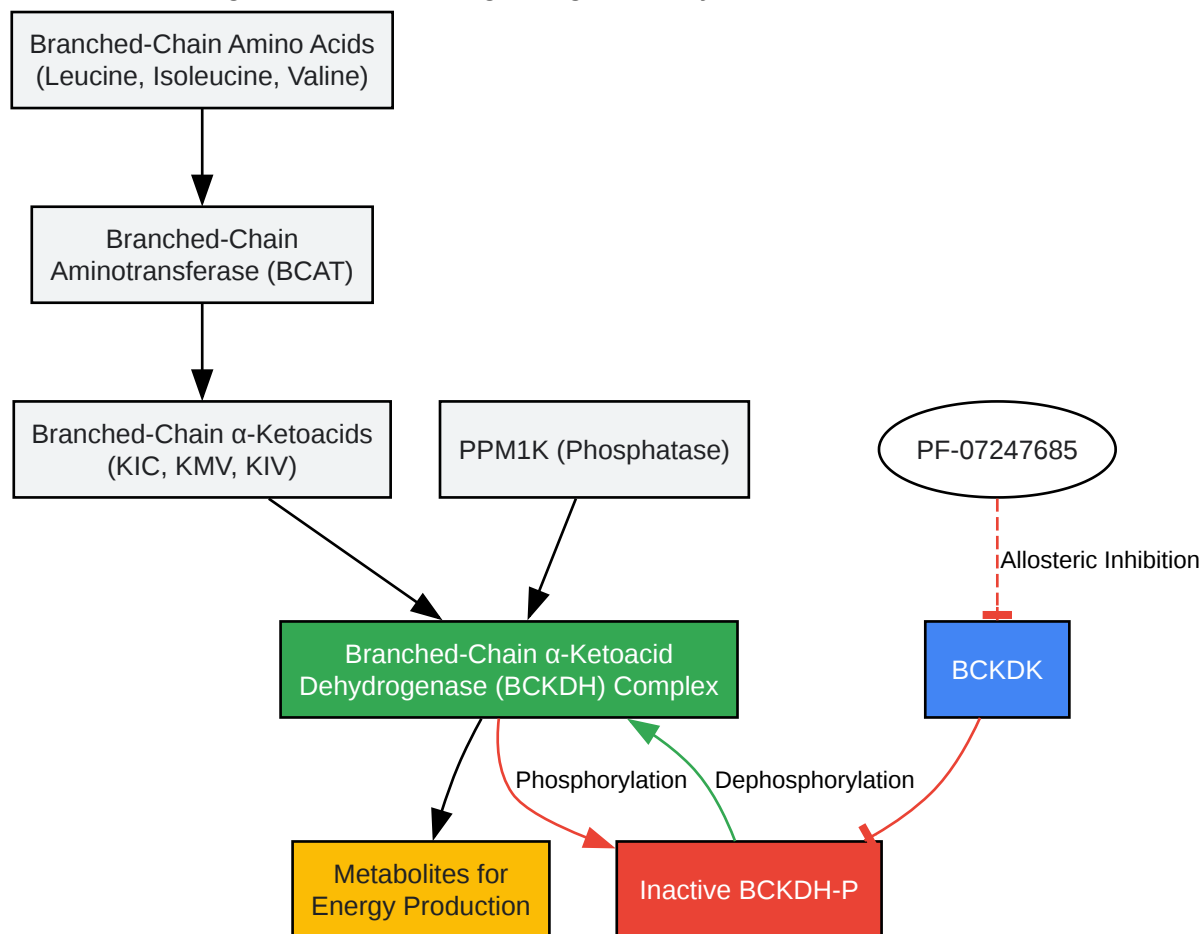 Branched-Chain Amino Acids
(Leucine, Isoleucine, Valine)
Branched-Chain
Aminotransferase (BCAT)
Branched-Chain α-Ketoacids
(KIC, KMV, KIV)
PPM1K (Phosphatase)
PF-07247685
Allosteric Inhibition
Branched-Chain α-Ketoacid
Dehydrogenase (BCKDH) Complex
BCKDK
Phosphorylation
Dephosphorylation
Metabolites for
Energy Production
Inactive BCKDH-P